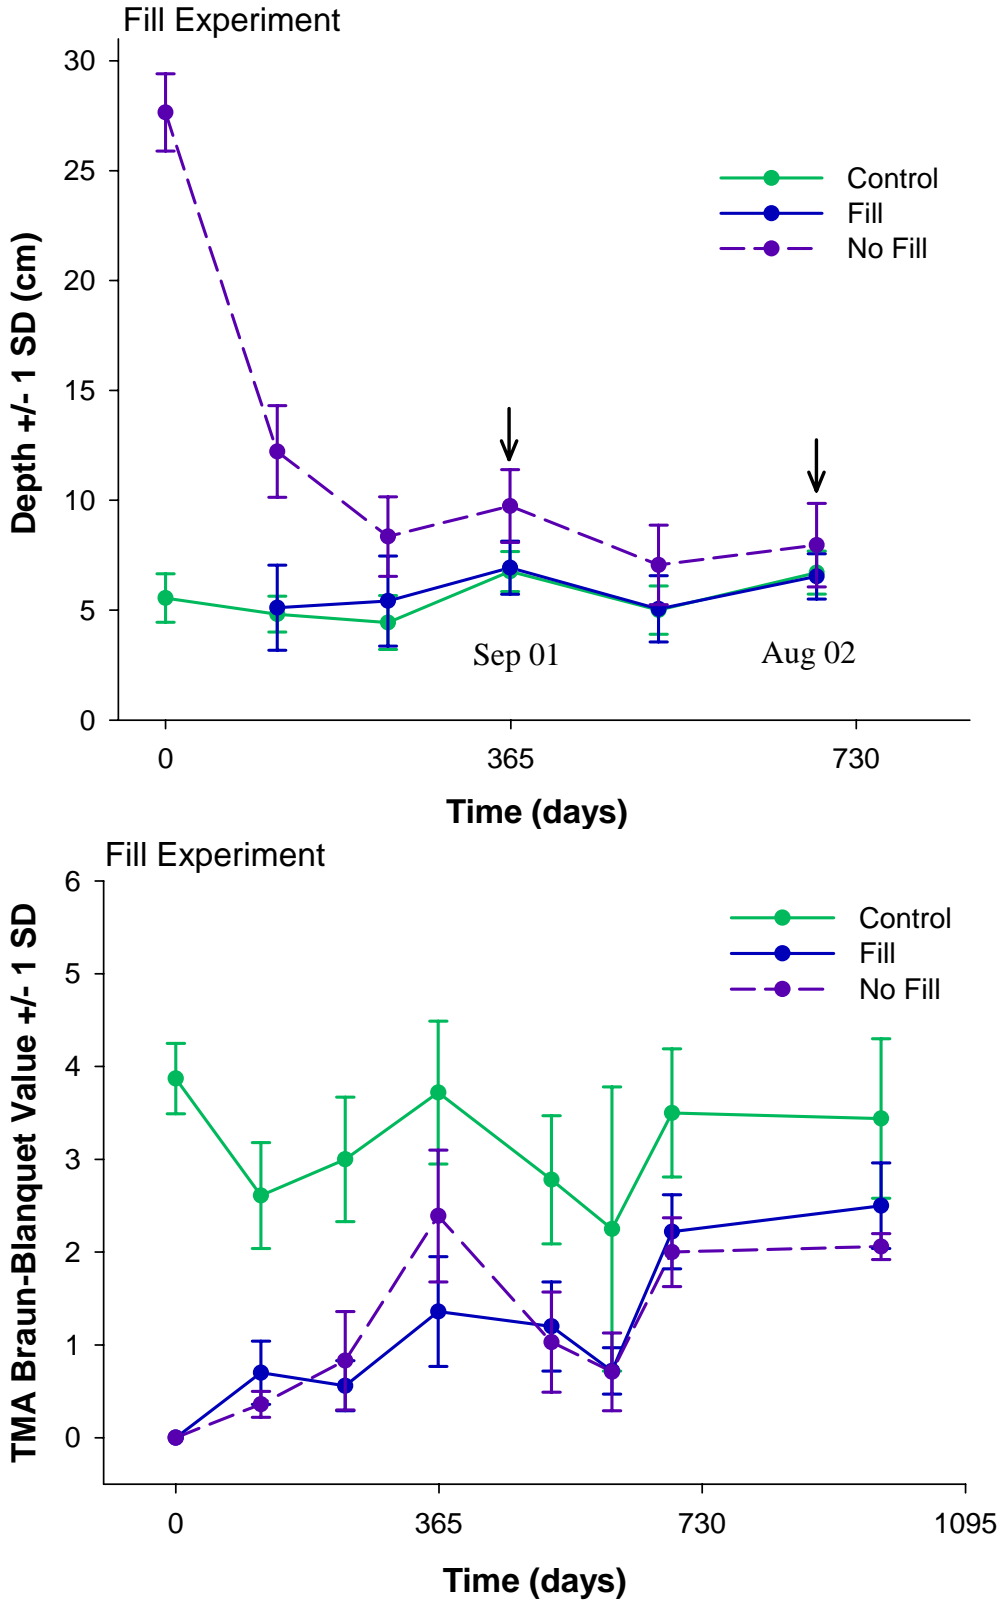 Fill Experiment
Depth +/- 1 SD (cm)
30
25
20
15
10
5
0
Control
Fill
No Fill
Sep 01
Aug 02
0 365 730
Time (days)
Fill Experiment
TMA Braun-Blanquet Value +/- 1 SD
6
5
4
3
2
1
0
Control
Fill
No Fill
0 365 730 1095
Time (days)